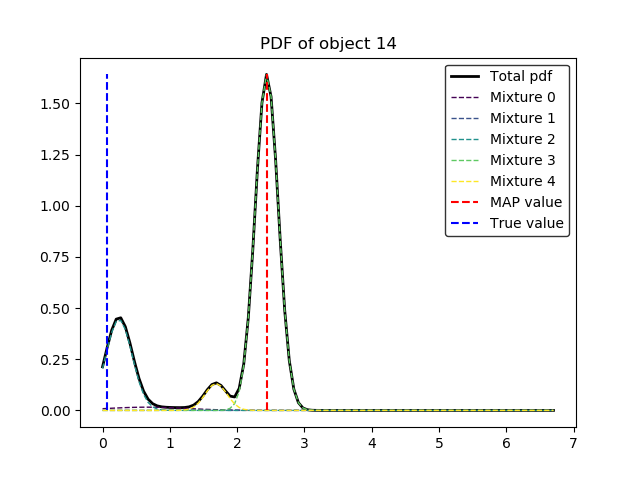 PDF of object 14
Total pdf
Mixture 0
Mixture 1
Mixture 2
Mixture 3
Mixture 4
MAP value
True value
1.50
1.25
1.00
0.75
0.50
0.25
0.00
0 1 2 3 4 5 6 7